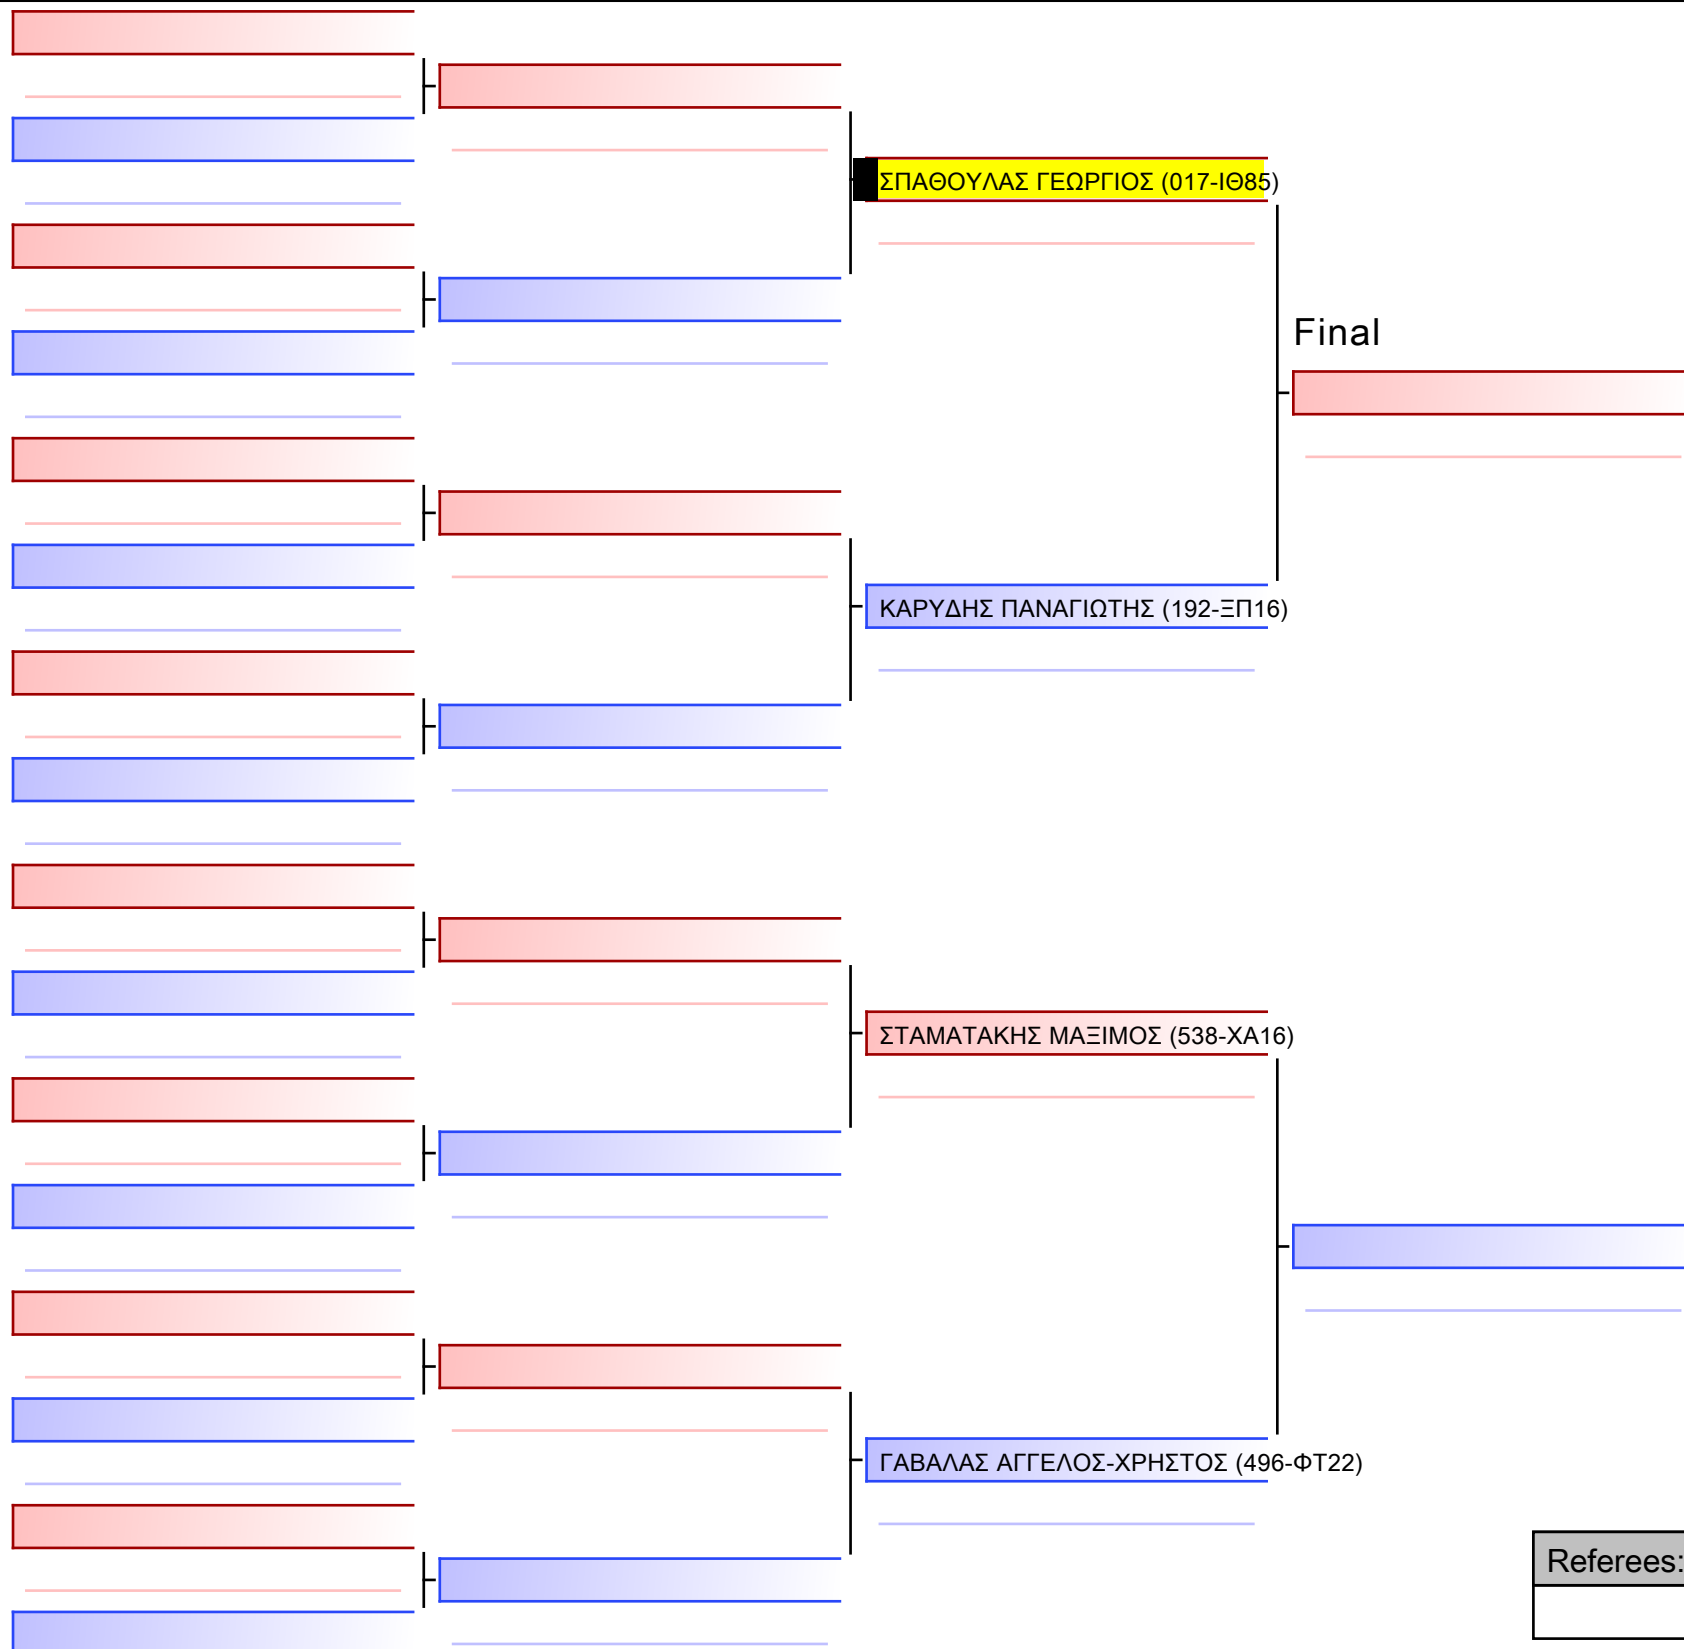 ΣΠΑΘΟΥΛΑΣ ΓΕΩΡΓΙΟΣ (017-ΙΘ85)
Final
ΚΑΡΥΔΗΣ ΠΑΝΑΓΙΩΤΗΣ (192-ΞΠ16)
ΣΤΑΜΑΤΑΚΗΣ ΜΑΞΙΜΟΣ (538-ΧΑ16)
ΓΑΒΑΛΑΣ ΑΓΓΕΛΟΣ-ΧΡΗΣΤΟΣ (496-ΦΤ22)
Referees: